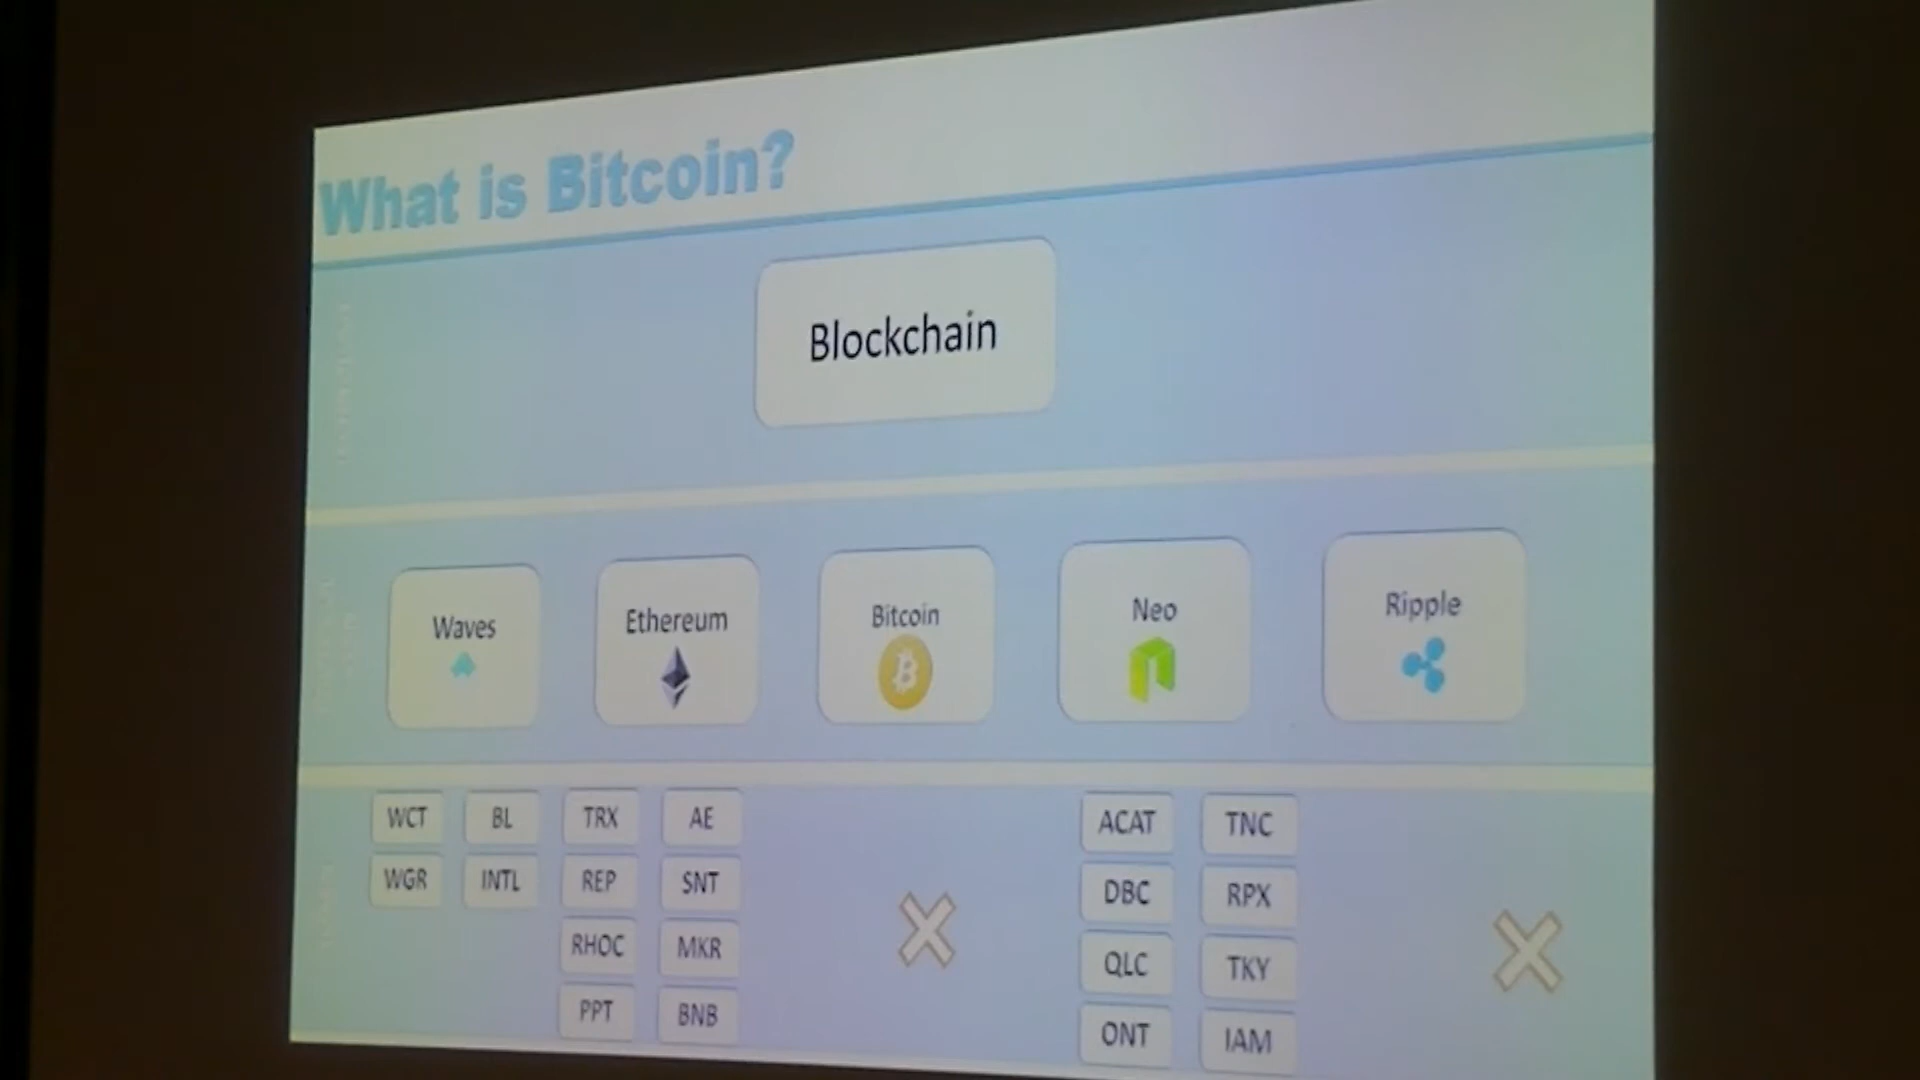 What is Bitcoin?
Blockchain
Waves
Ethereum
Bitcoin
Neo
Ripple
WCT BL TRX AE ACAT TNC
WGR INTL REP SNT DBC RPX
RHOC MKR QLC TKY
PPT BNB ONT IAM